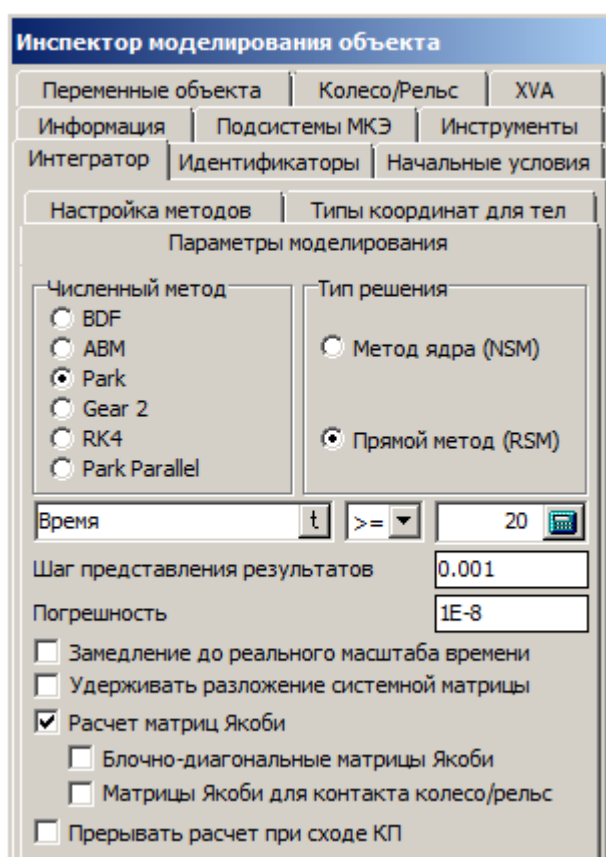 Инспектор моделирования объекта
Переменные объекта Колесо/Рельс XVA
Информация Подсистемы МКЭ Инструменты
Интегратор Идентификаторы Начальные условия
Настройка методов Типы координат для тел
Параметры моделирования
Численный метод Тип решения
BDF
ABM Метод ядра (NSM)
Park
Gear 2
RK4 Прямой метод (RSM)
Park Parallel
Время t >= 20
Шаг представления результатов 0.001
Погрешность 1E-8
Замедление до реального масштаба времени
Удерживать разложение системной матрицы
Расчет матриц Якоби
Блочно-диагональные матрицы Якоби
Матрицы Якоби для контакта колесо/рельс
Прерывать расчет при сходе КП